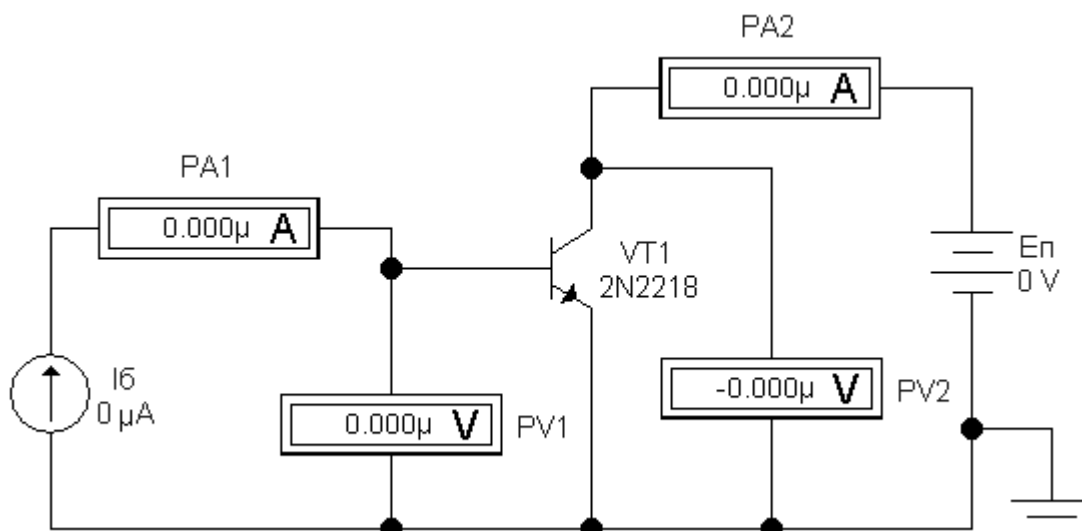 PA2
0.000µ A
PA1
0.000µ A
VT1
2N2218
Eп
0 V
Iб
0 µA
0.000µ V
PV1
-0.000µ V
PV2